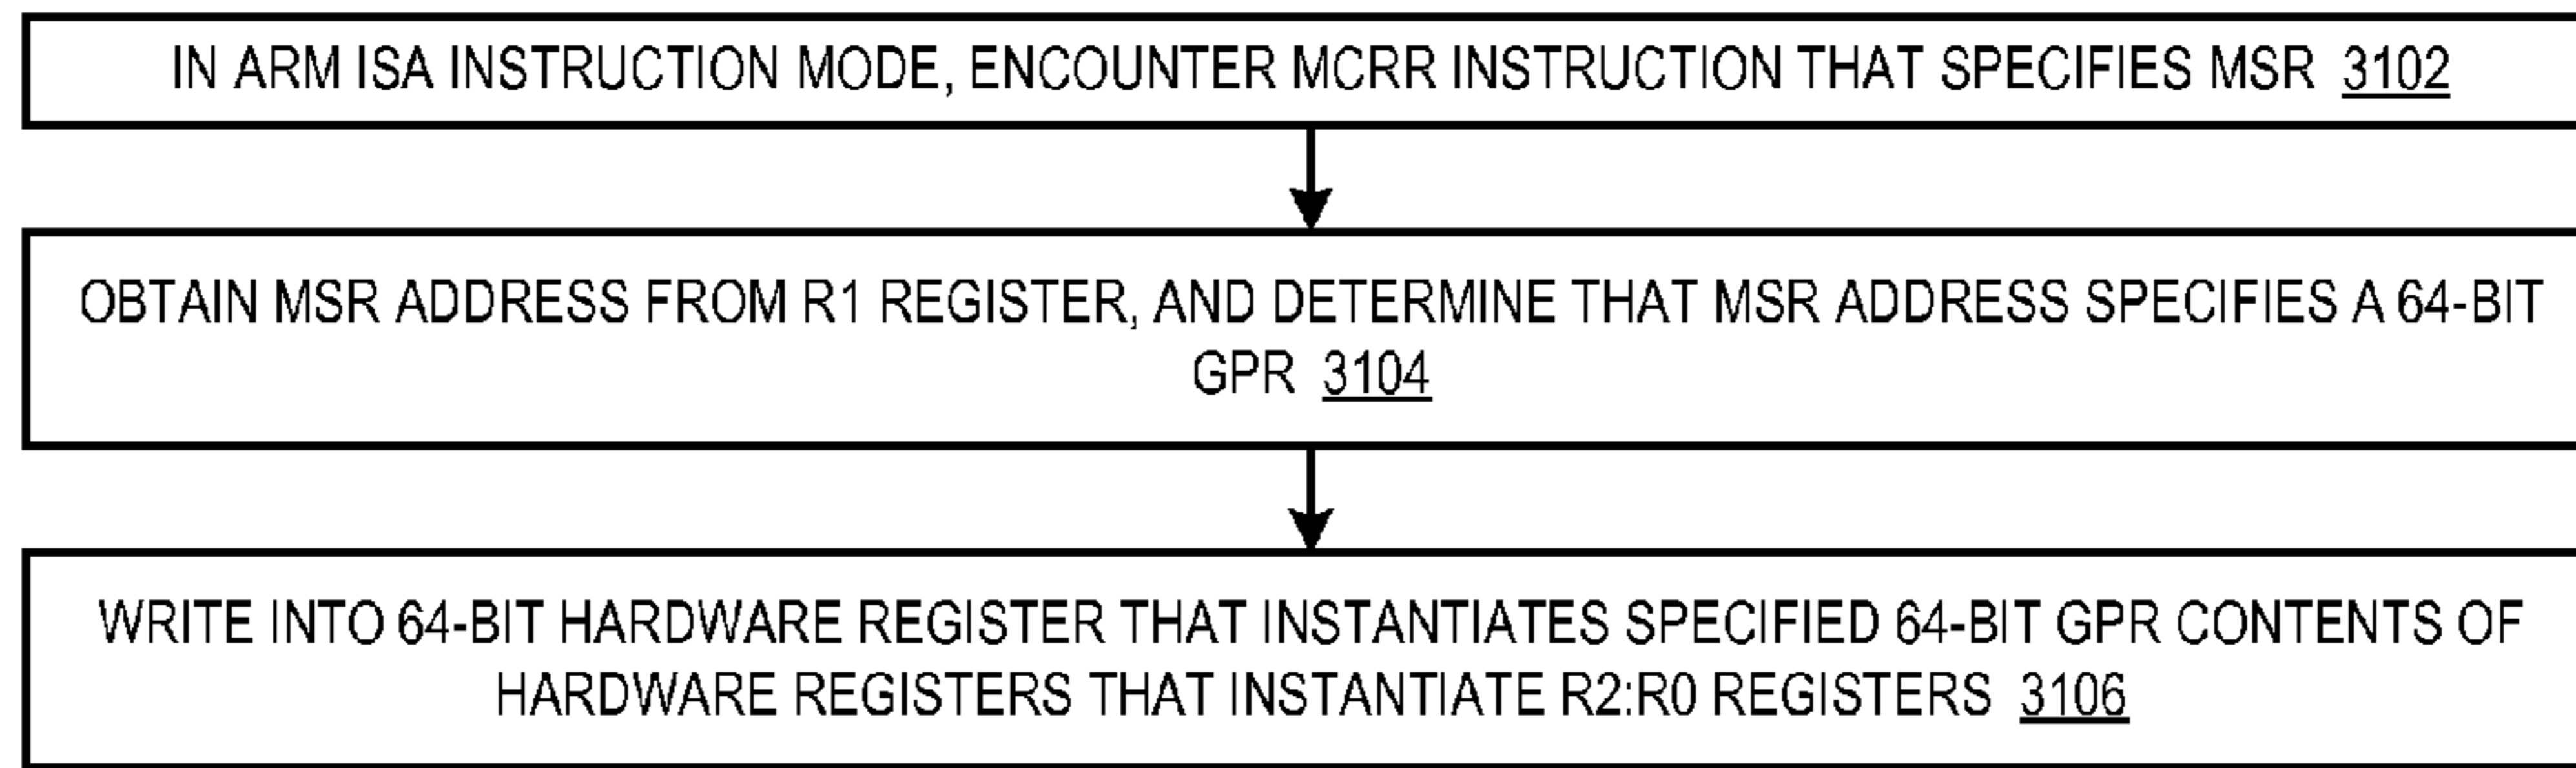 IN ARM ISA INSTRUCTION MODE, ENCOUNTER MCRR INSTRUCTION THAT SPECIFIES MSR 3102
OBTAIN MSR ADDRESS FROM R1 REGISTER, AND DETERMINE THAT MSR ADDRESS SPECIFIES A 64-BIT
GPR 3104
WRITE INTO 64-BIT HARDWARE REGISTER THAT INSTANTIATES SPECIFIED 64-BIT GPR CONTENTS OF
HARDWARE REGISTERS THAT INSTANTIATE R2:R0 REGISTERS 3106